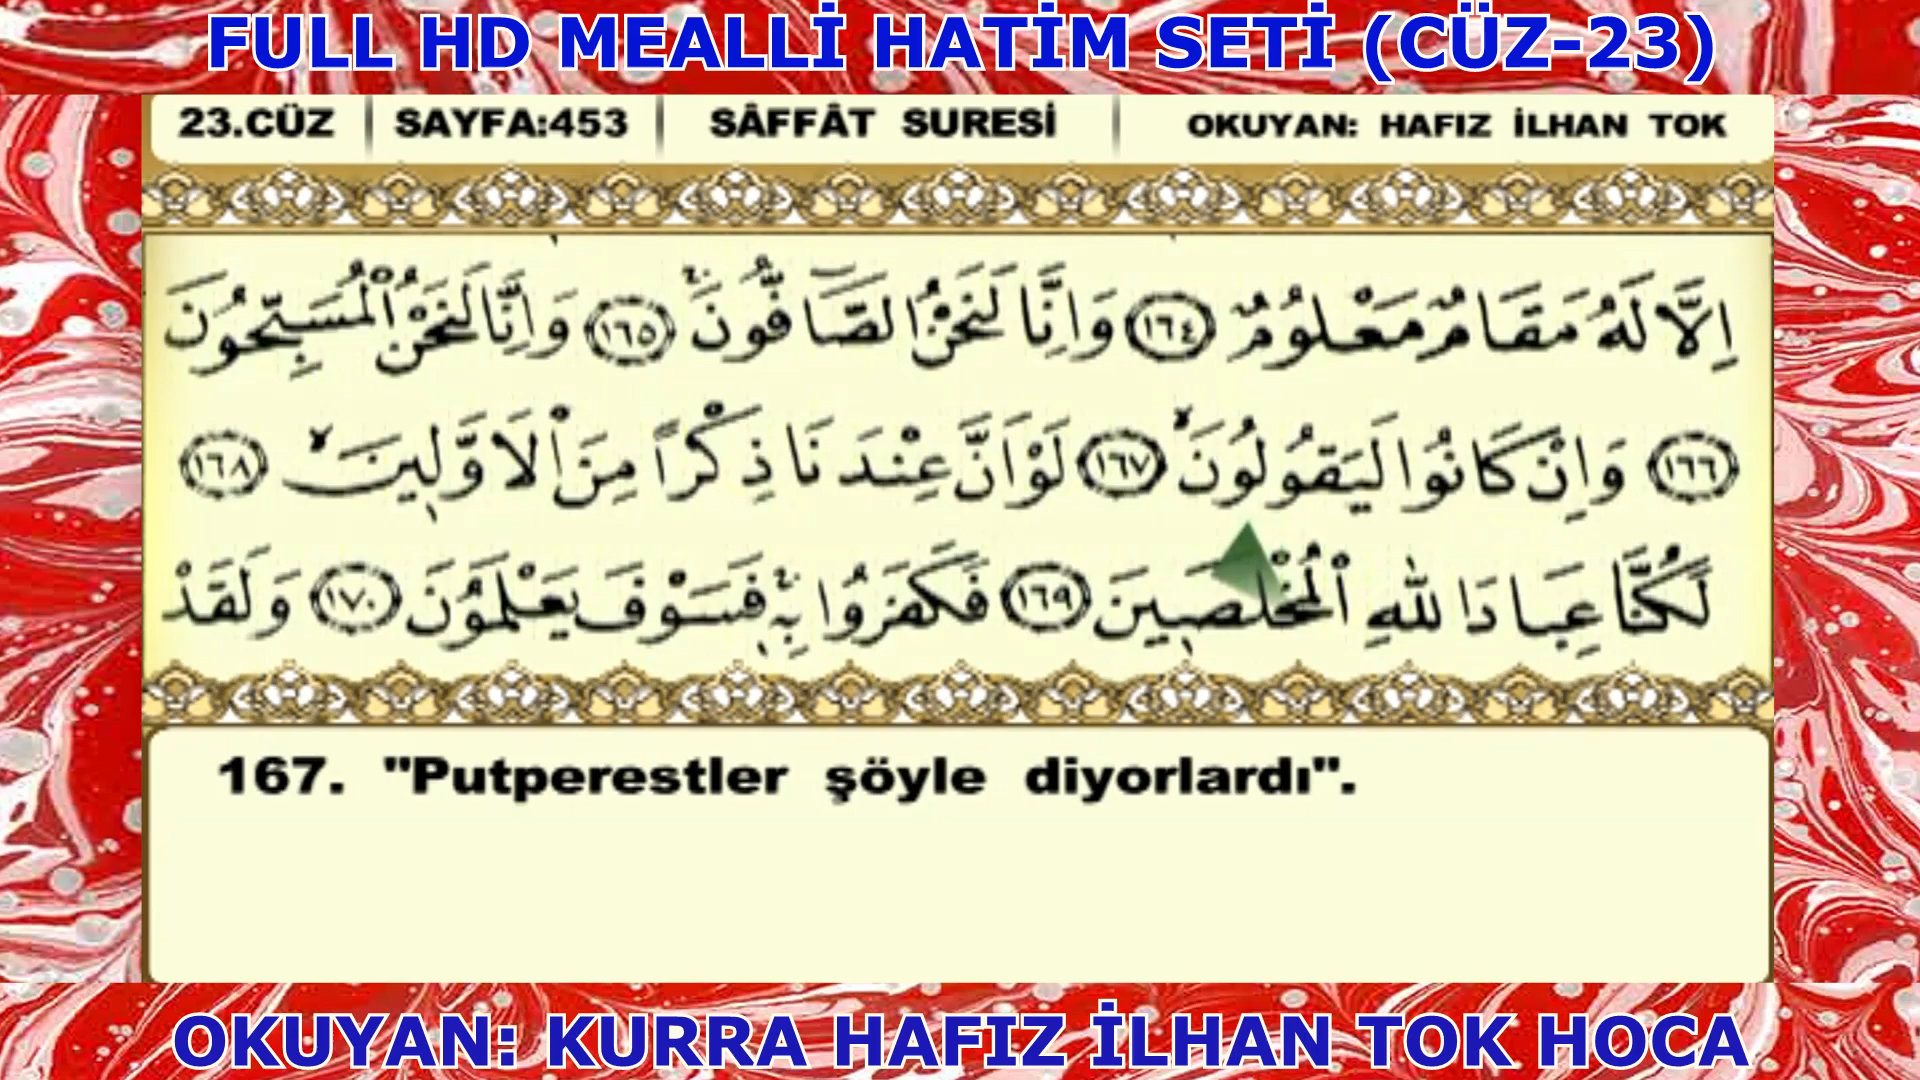 FULL HD MEALLİ HATİM SETİ (CÜZ-23)
23.CÜZ | SAYFA:453 | SÂFFÂT SURESİ | OKUYAN: HAFIZ İLHAN TOK
اِلَّا لَهُ مَقَامٌ مَعْلُومٌ ﴿١٦٤﴾ وَاِنَّا لَنَحْنُ الصَّٓافُّونَۚ ﴿١٦٥﴾ وَاِنَّا لَنَحْنُ الْمُسَبِّحُونَ
﴿١٦٦﴾ وَاِنْ كَانُوا لَيَقُولُونَۙ ﴿١٦٧﴾ لَوْ اَنَّ عِنْدَنَا ذِكْرًا مِنَ الْاَوَّل۪ينَۙ ﴿١٦٨﴾
لَكُنَّا عِبَادَ اللّٰهِ الْمُخْلَص۪ينَ ﴿١٦٩﴾ فَكَفَرُوا بِه۪ۚ فَسَوْفَ يَعْلَمُونَ ﴿١٧٠﴾ وَلَقَدْ
167. "Putperestler şöyle diyorlardı".
OKUYAN: KURRA HAFIZ İLHAN TOK HOCA